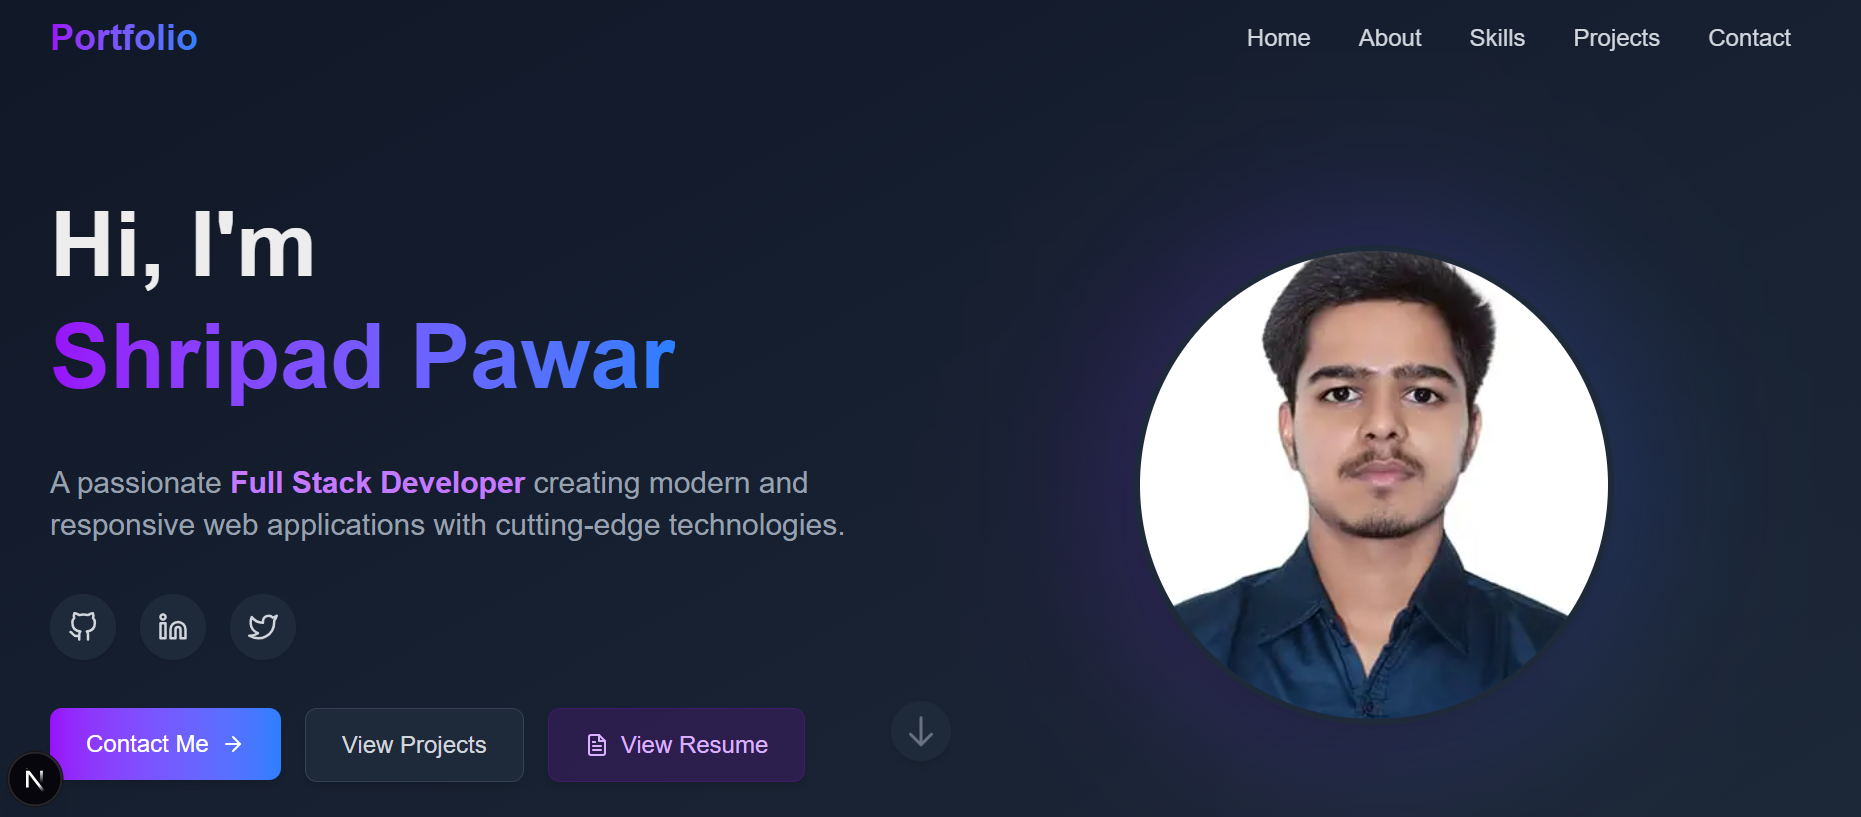 Portfolio
Home
About
Skills
Projects
Contact
Hi, I'm
Shripad Pawar
A passionate Full Stack Developer creating modern and
responsive web applications with cutting-edge technologies.
Contact Me
View Projects
View Resume
N